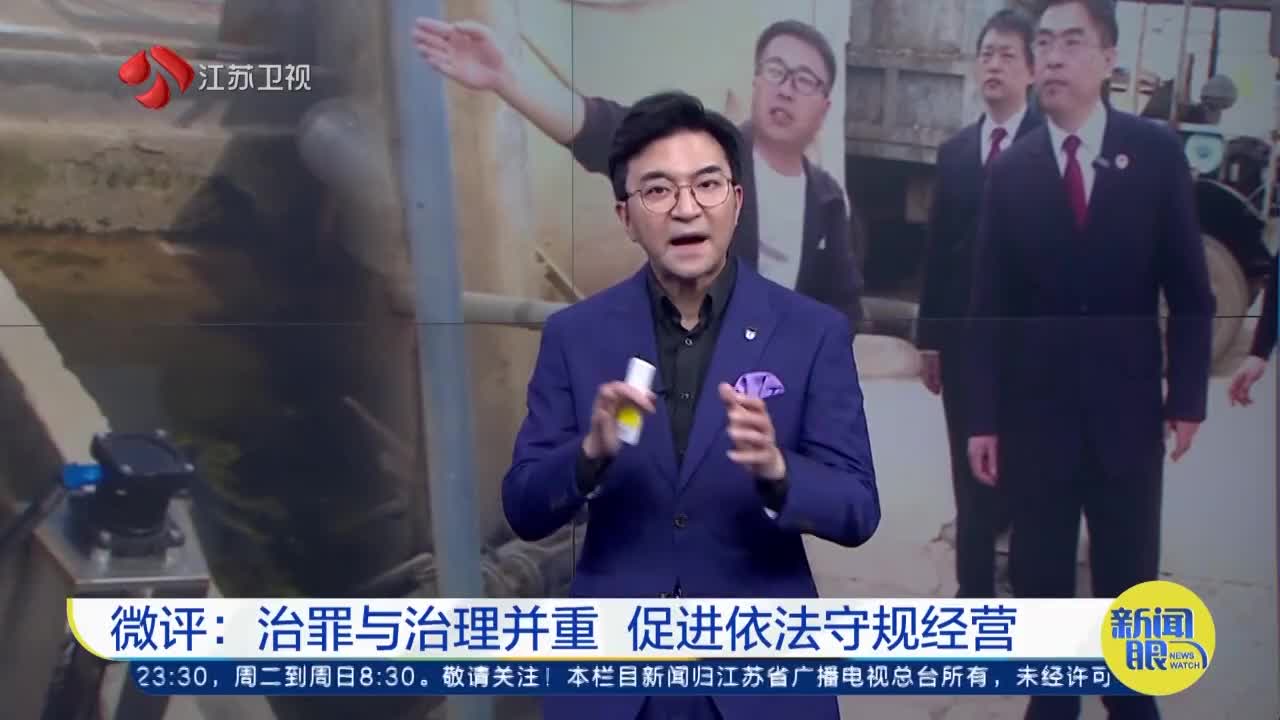 江苏卫视
微评：治罪与治理并重 促进依法守规经营
新闻眼
NEWS WATCH
23:30，周二到周日8:30。敬请关注！本栏目新闻归江苏省广播电视总台所有，未经许可